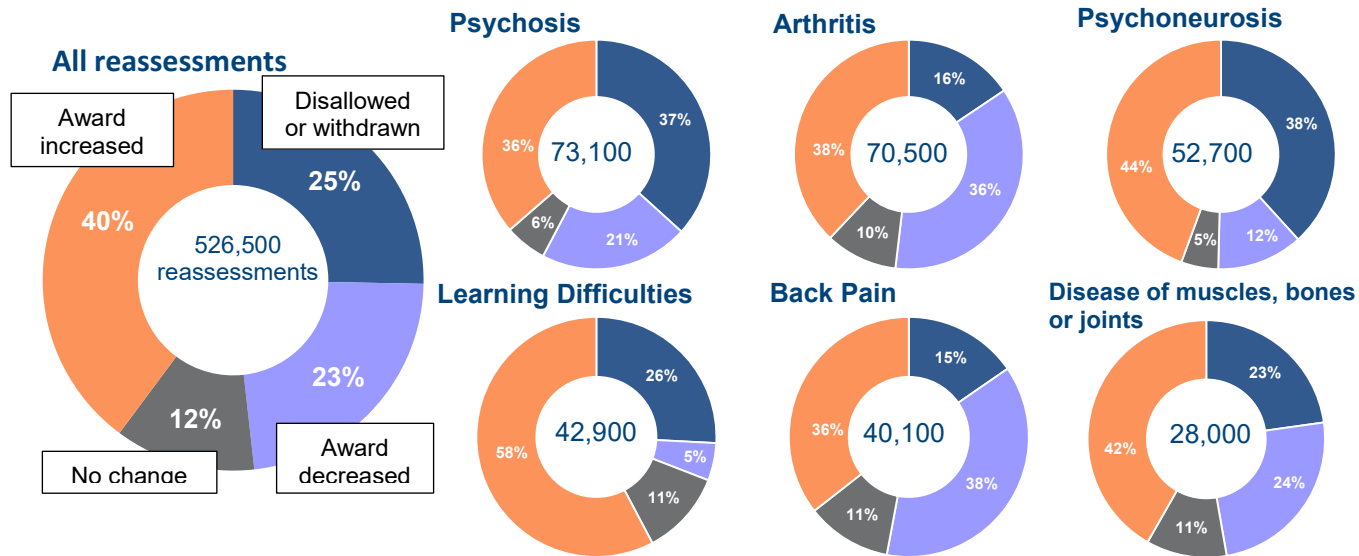 All reassessments
Award
increased
Disallowed
or withdrawn
25%
40%
526,500
reassessments
23%
12%
No change
Award
decreased
Psychosis
37%
36%
73,100
6%
21%
Arthritis
16%
38%
70,500
36%
10%
Psychoneurosis
38%
44%
52,700
5%
12%
Learning Difficulties
26%
42,900
58%
5%
11%
Back Pain
15%
36%
40,100
38%
11%
Disease of muscles, bones
or joints
23%
42%
28,000
24%
11%